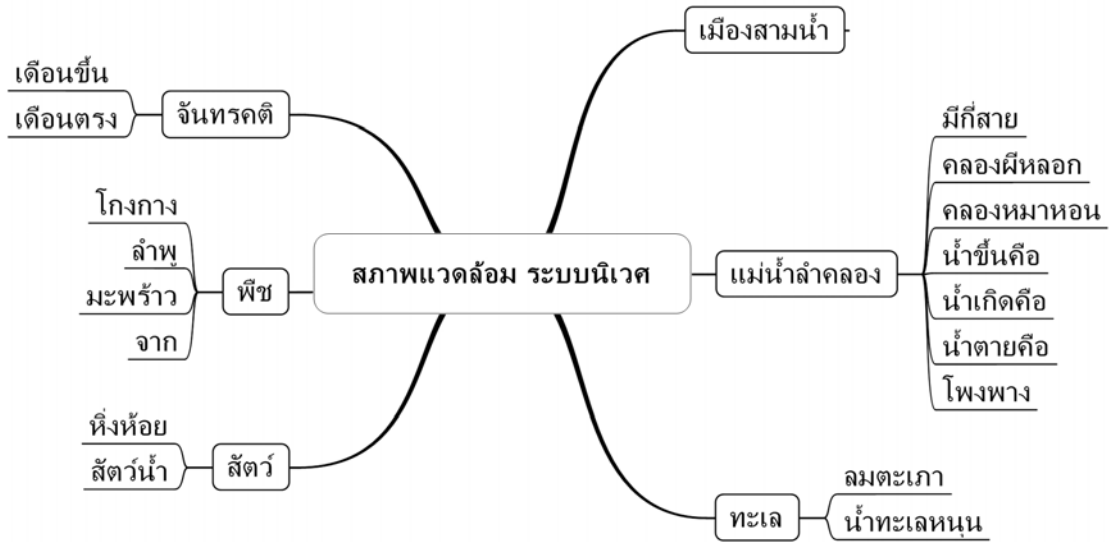 เมืองสามน้ำ
เดือนขึ้น
เดือนตรง
จันทรคติ
มีกี่สาย
คลองผีหลอก
คลองหมาหอน
น้ำขึ้นคือ
น้ำเกิดคือ
น้ำตายคือ
โพงพาง
แม่น้ำลำคลอง
สภาพแวดล้อม ระบบนิเวศ
โกงกาง
ลำพู
มะพร้าว
จาก
พืช
หิ่งห้อย
สัตว์น้ำ
สัตว์
ทะเล
ลมตะเภา
น้ำทะเลหนุน